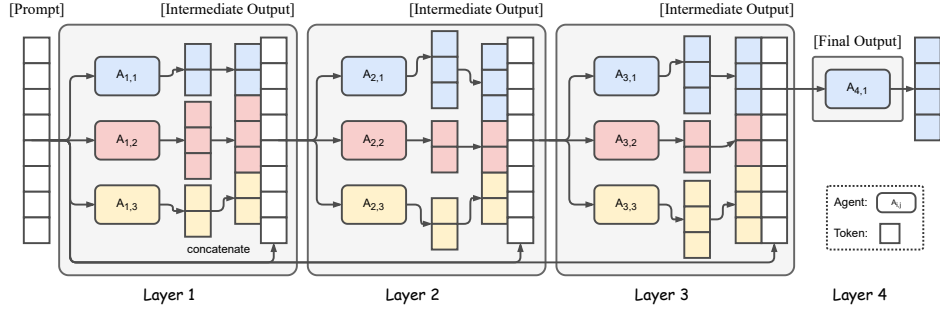 [Prompt]
[Intermediate Output]
[Intermediate Output]
[Intermediate Output]
[Final Output]
A1,1
A1,2
A1,3
concatenate
A2,1
A2,2
A2,3
A3,1
A3,2
A3,3
A4,1
Agent:
Ai,j
Token:
Layer 1
Layer 2
Layer 3
Layer 4